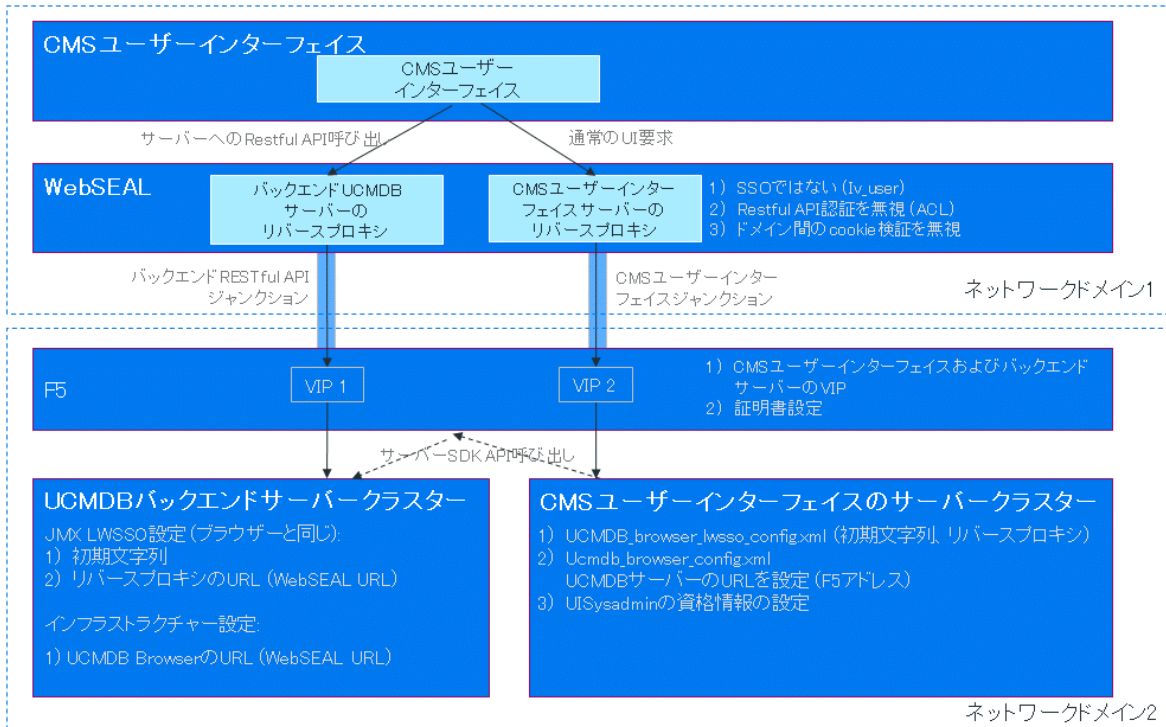 CMSユーザーインターフェイス
CMSユーザー
インターフェイス
サーバーへのRestful API呼び出し
通常のUI要求
WebSEAL
バックエンドUCMDB
サーバーの
リバースプロキシ
CMSユーザーインター
フェイスサーバーの
リバースプロキシ
1) SSOではない (Iv_user)
2) Restful API認証を無視 (ACL)
3) ドメイン間のcookie検証を無視
バックエンドRESTful API
ジャンクション
CMSユーザーインター
フェイスジャンクション
ネットワークドメイン1
F5
VIP 1
VIP 2
1) CMSユーザーインターフェイスおよびバックエンド
サーバーのVIP
2) 証明書設定
サーバーSDK API呼び出し
UCMDBバックエンドサーバークラスター
JMX LWSSO設定 (ブラウザーと同じ):
1) 初期文字列
2) リバースプロキシのURL (WebSEAL URL)
インフラストラクチャー設定:
1) UCMDB BrowserのURL (WebSEAL URL)
CMSユーザーインターフェイスのサーバークラスター
1) UCMDB_browser_lwsso_config.xml (初期文字列、リバースプロキシ)
2) Ucmdb_browser_config.xml
UCMDBサーバーのURLを設定 (F5アドレス)
3) UISysadminの資格情報の設定
ネットワークドメイン2